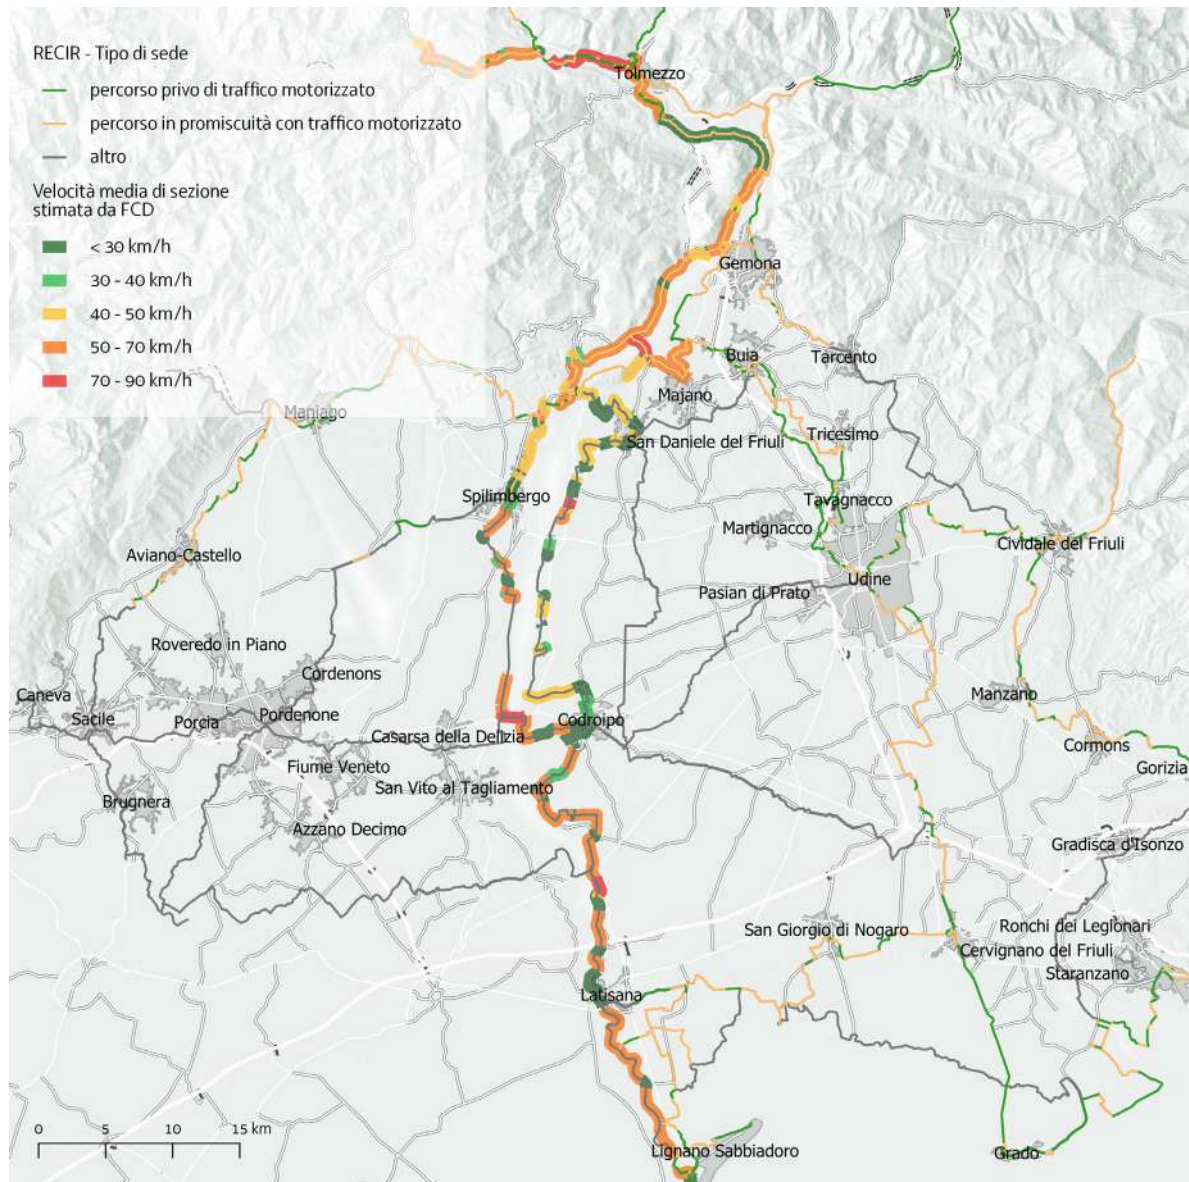 RECIR - Tipo di sede
percorso privo di traffico motorizzato
percorso in promiscuità con traffico motorizzato
altro
Velocità media di sezione
stimata da FCD
< 30 km/h
30 - 40 km/h
40 - 50 km/h
50 - 70 km/h
70 - 90 km/h
Tolmezzo
Gemona
Buia
Tarcento
Majano
Maniago
Tricesimo
San Daniele del Friuli
Spilimbergo
Tavagnacco
Martignacco
Cividale del Friuli
Aviano-Castello
Udine
Pasian di Prato
Roveredo in Piano
Cordenons
Caneva
Manzano
Sacile
Porcia
Pordenone
Codroipo
Casarsa della Delizia
Cormons
Fiume Veneto
Gorizia
San Vito al Tagliamento
Brugnera
Azzano Decimo
Gradisca d'Isonzo
San Giorgio di Nogaro
Ronchi dei Legionari
Cervignano del Friuli
Staranzano
Latisana
0 5 10 15 km
Lignano Sabbiadoro
Grado